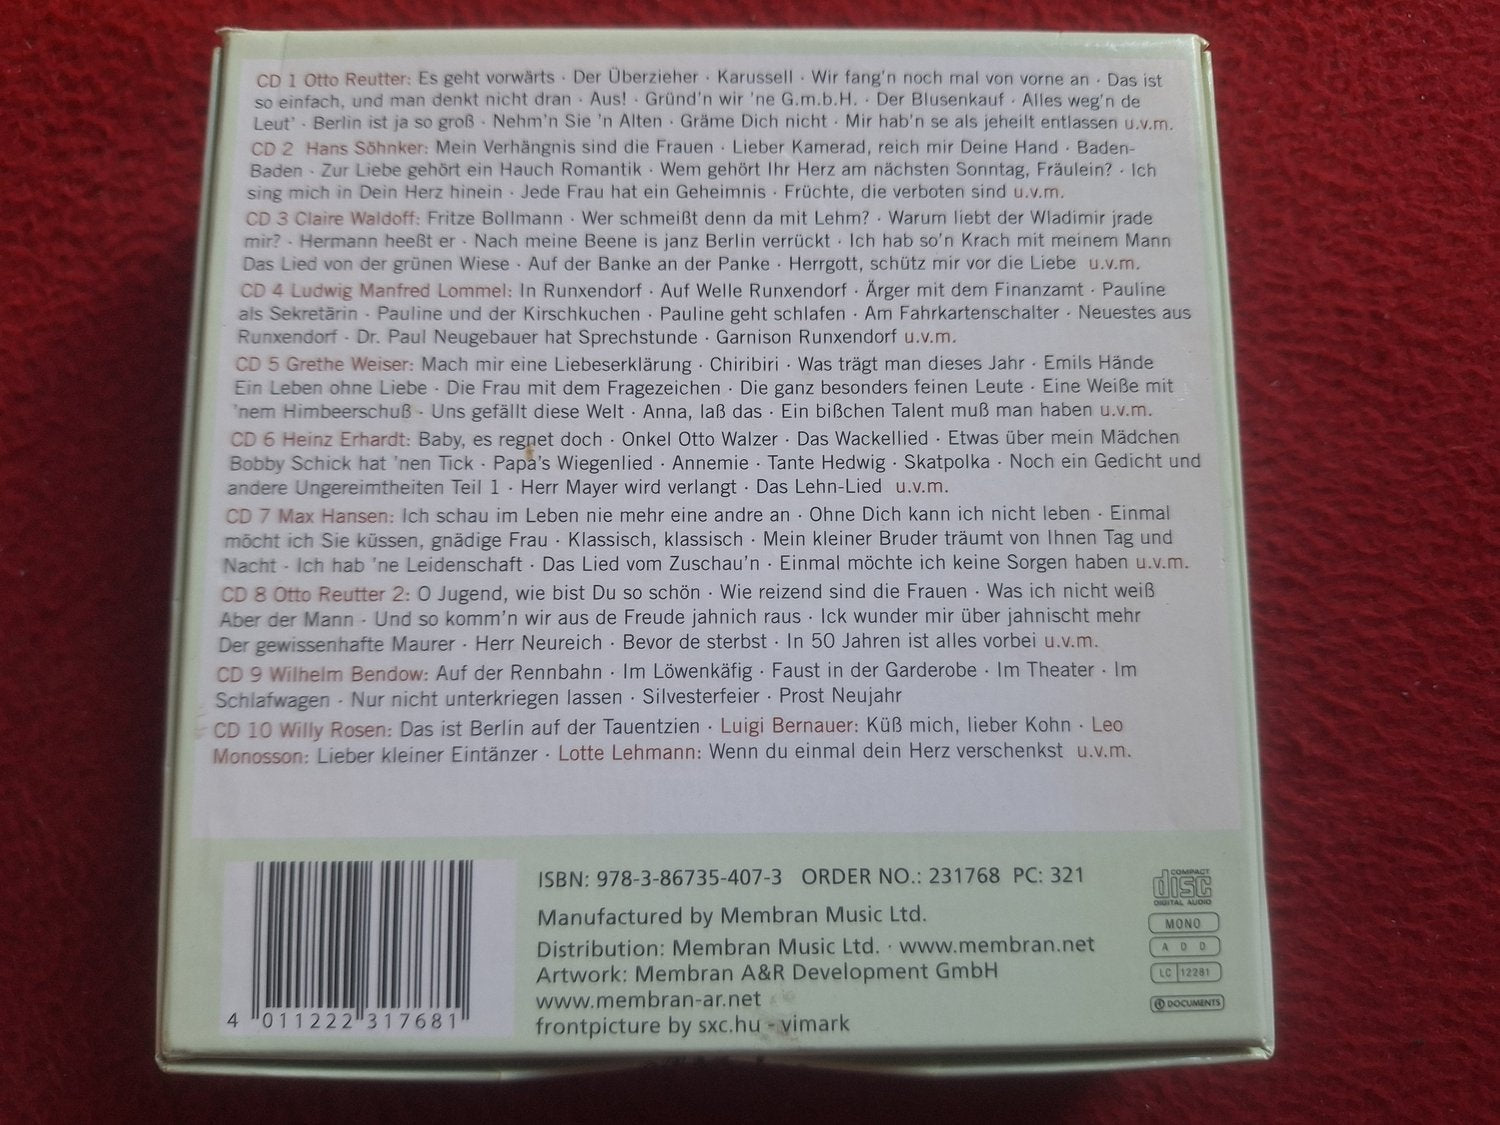 CD 1 Otto Reutter: Es geht vorwärts · Der Überzieher · Karussell · Wir fang'n noch mal von vorne an · Das ist
so einfach, und man denkt nicht dran · Aus! · Gründ'n wir 'ne G.m.b.H. · Der Blusenkauf · Alles weg'n de
Leut' · Berlin ist ja so groß · Nehm'n Sie 'n Alten · Gräme Dich nicht · Mir hab'n se als jeheilt entlassen u.v.m.
CD 2 Hans Söhnker: Mein Verhängnis sind die Frauen · Lieber Kamerad, reich mir Deine Hand · Baden-
Baden · Zur Liebe gehört ein Hauch Romantik · Wem gehört Ihr Herz am nächsten Sonntag, Fräulein? · Ich
sing mich in Dein Herz hinein · Jede Frau hat ein Geheimnis · Früchte, die verboten sind u.v.m.
CD 3 Claire Waldoff: Fritze Bollmann · Wer schmeißt denn da mit Lehm? · Warum liebt der Wladimir jrade
mir? · Hermann heeßt er · Nach meine Beene is janz Berlin verrückt · Ich hab so'n Krach mit meinem Mann
Das Lied von der grünen Wiese · Auf der Banke an der Panke · Herrgott, schütz mir vor die Liebe u.v.m.
CD 4 Ludwig Manfred Lommel: In Runxendorf · Auf Welle Runxendorf · Ärger mit dem Finanzamt · Pauline
als Sekretärin · Pauline und der Kirschkuchen · Pauline geht schlafen · Am Fahrkartenschalter · Neuestes aus
Runxendorf · Dr. Paul Neugebauer hat Sprechstunde · Garnison Runxendorf u.v.m.
CD 5 Grethe Weiser: Mach mir eine Liebeserklärung · Chiribiri · Was trägt man dieses Jahr · Emils Hände
Ein Leben ohne Liebe · Die Frau mit dem Fragezeichen · Die ganz besonders feinen Leute · Eine Weiße mit
'nem Himbeerschuß · Uns gefällt diese Welt · Anna, laß das · Ein bißchen Talent muß man haben u.v.m.
CD 6 Heinz Erhardt: Baby, es regnet doch · Onkel Otto Walzer · Das Wackellied · Etwas über mein Mädchen
Bobby Schick hat 'nen Tick · Papa's Wiegenlied · Annemie · Tante Hedwig · Skatpolka · Noch ein Gedicht und
andere Ungereimtheiten Teil 1 · Herr Mayer wird verlangt · Das Lehn-Lied u.v.m.
CD 7 Max Hansen: Ich schau im Leben nie mehr eine andre an · Ohne Dich kann ich nicht leben · Einmal
möcht ich Sie küssen, gnädige Frau · Klassisch, klassisch · Mein kleiner Bruder träumt von Ihnen Tag und
Nacht · Ich hab 'ne Leidenschaft · Das Lied vom Zuschau'n · Einmal möchte ich keine Sorgen haben u.v.m.
CD 8 Otto Reutter 2: O Jugend, wie bist Du so schön · Wie reizend sind die Frauen · Was ich nicht weiß
Aber der Mann · Und so komm'n wir aus de Freude jahnich raus · Ick wunder mir über jahnischt mehr
Der gewissenhafte Maurer · Herr Neureich · Bevor de sterbst · In 50 Jahren ist alles vorbei u.v.m.
CD 9 Wilhelm Bendow: Auf der Rennbahn · Im Löwenkäfig · Faust in der Garderobe · Im Theater · Im
Schlafwagen · Nur nicht unterkriegen lassen · Silvesterfeier · Prost Neujahr
CD 10 Willy Rosen: Das ist Berlin auf der Tauentzien · Luigi Bernauer: Küß mich, lieber Kohn · Leo
Monosson: Lieber kleiner Eintänzer · Lotte Lehmann: Wenn du einmal dein Herz verschenkst u.v.m.
ISBN: 978-3-86735-407-3 ORDER NO.: 231768 PC: 321
Manufactured by Membran Music Ltd.
Distribution: Membran Music Ltd. · www.membran.net
Artwork: Membran A&R Development GmbH
www.membran-ar.net
frontpicture by sxc.hu - vimark
4 011222 317681
COMPACT
disc
DIGITAL AUDIO
MONO
A D D
LC 12281
DOCUMENTS